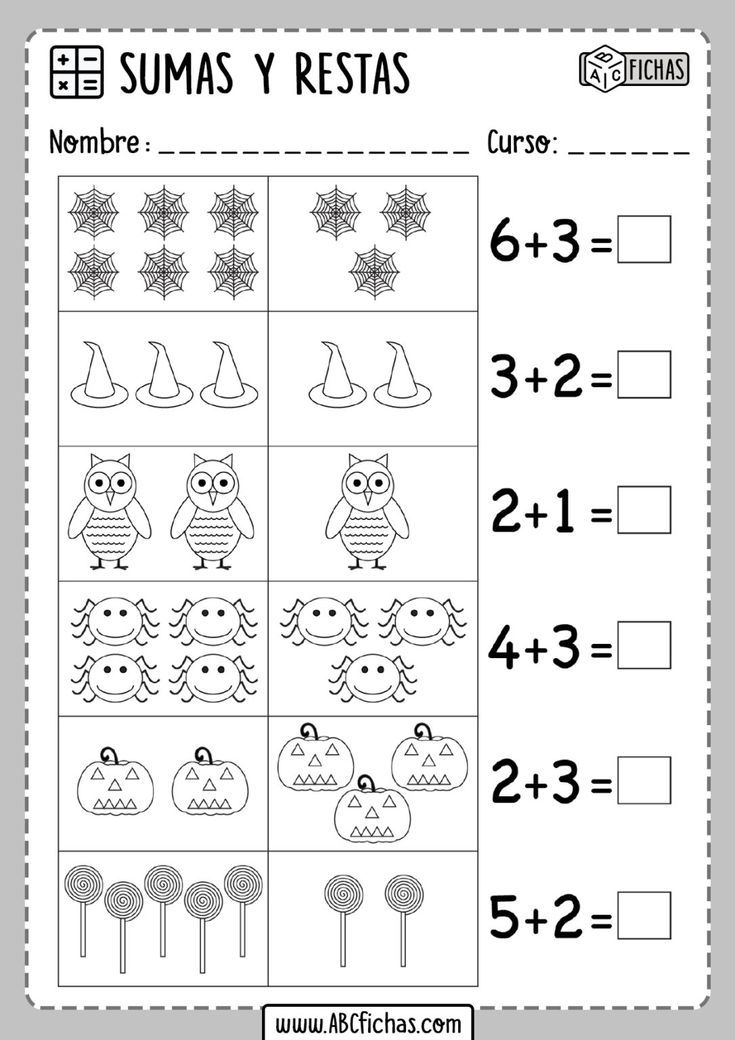 + - × = SUMAS Y RESTAS
A B C FICHAS
Nombre: _______________ Curso: ______
6+3=
3+2=
2+1=
4+3=
2+3=
5+2=
www.ABCfichas.com